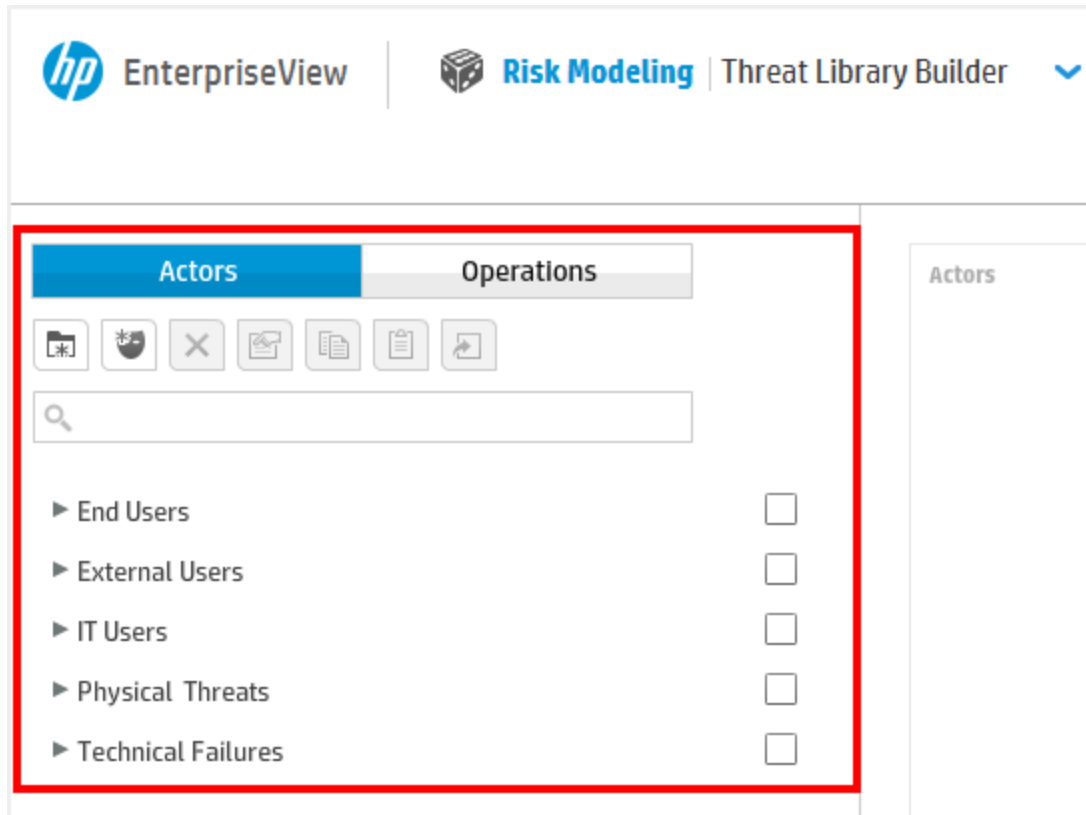 hp EnterpriseView Risk Modeling | Threat Library Builder
Actors Operations
Actors
End Users
External Users
IT Users
Physical Threats
Technical Failures